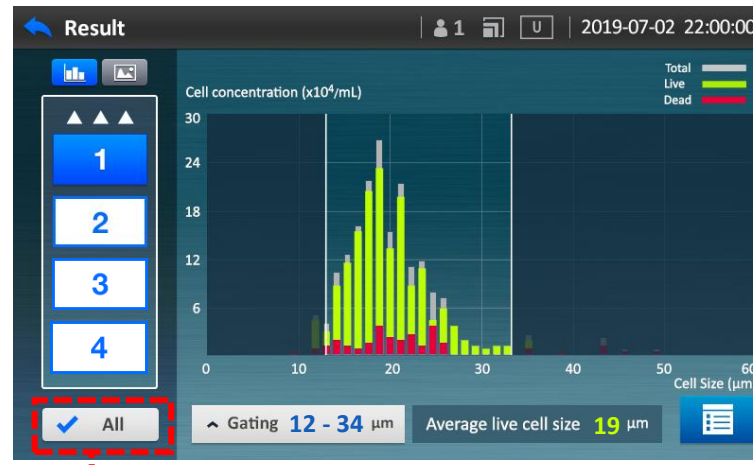 Result
1
U
2019-07-02 22:00:00
Cell concentration (x10⁴/mL)
Total
Live
Dead
1
2
3
4
All
30
24
18
12
6
0 10 20 30 40 50 60
Cell Size (μm
Gating 12 - 34 μm
Average live cell size 19 μm